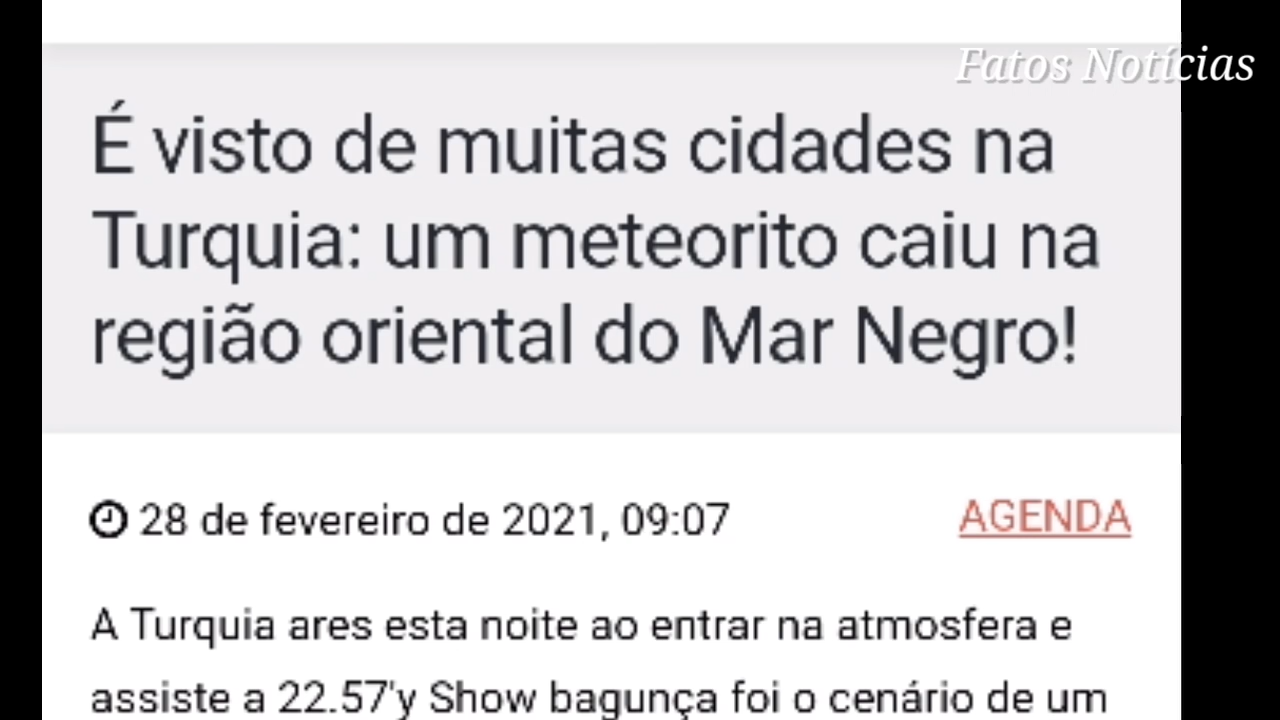 Fatos Notícias
É visto de muitas cidades na
Turquia: um meteorito caiu na
região oriental do Mar Negro!
28 de fevereiro de 2021, 09:07
AGENDA
A Turquia ares esta noite ao entrar na atmosfera e
assiste a 22.57'y Show bagunça foi o cenário de um